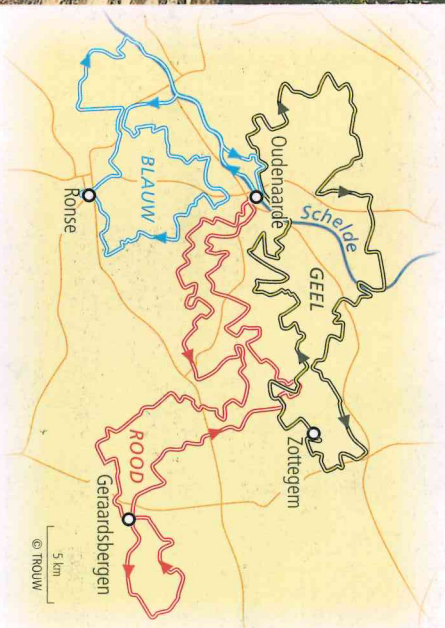 Oudenaarde
Schelde
GEEL
BLAUW
Ronse
Zottegem
ROOD
Geraardsbergen
5 km
© TROUW